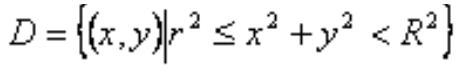 D = {(x, y)|r² ≤ x² + y² < R²}